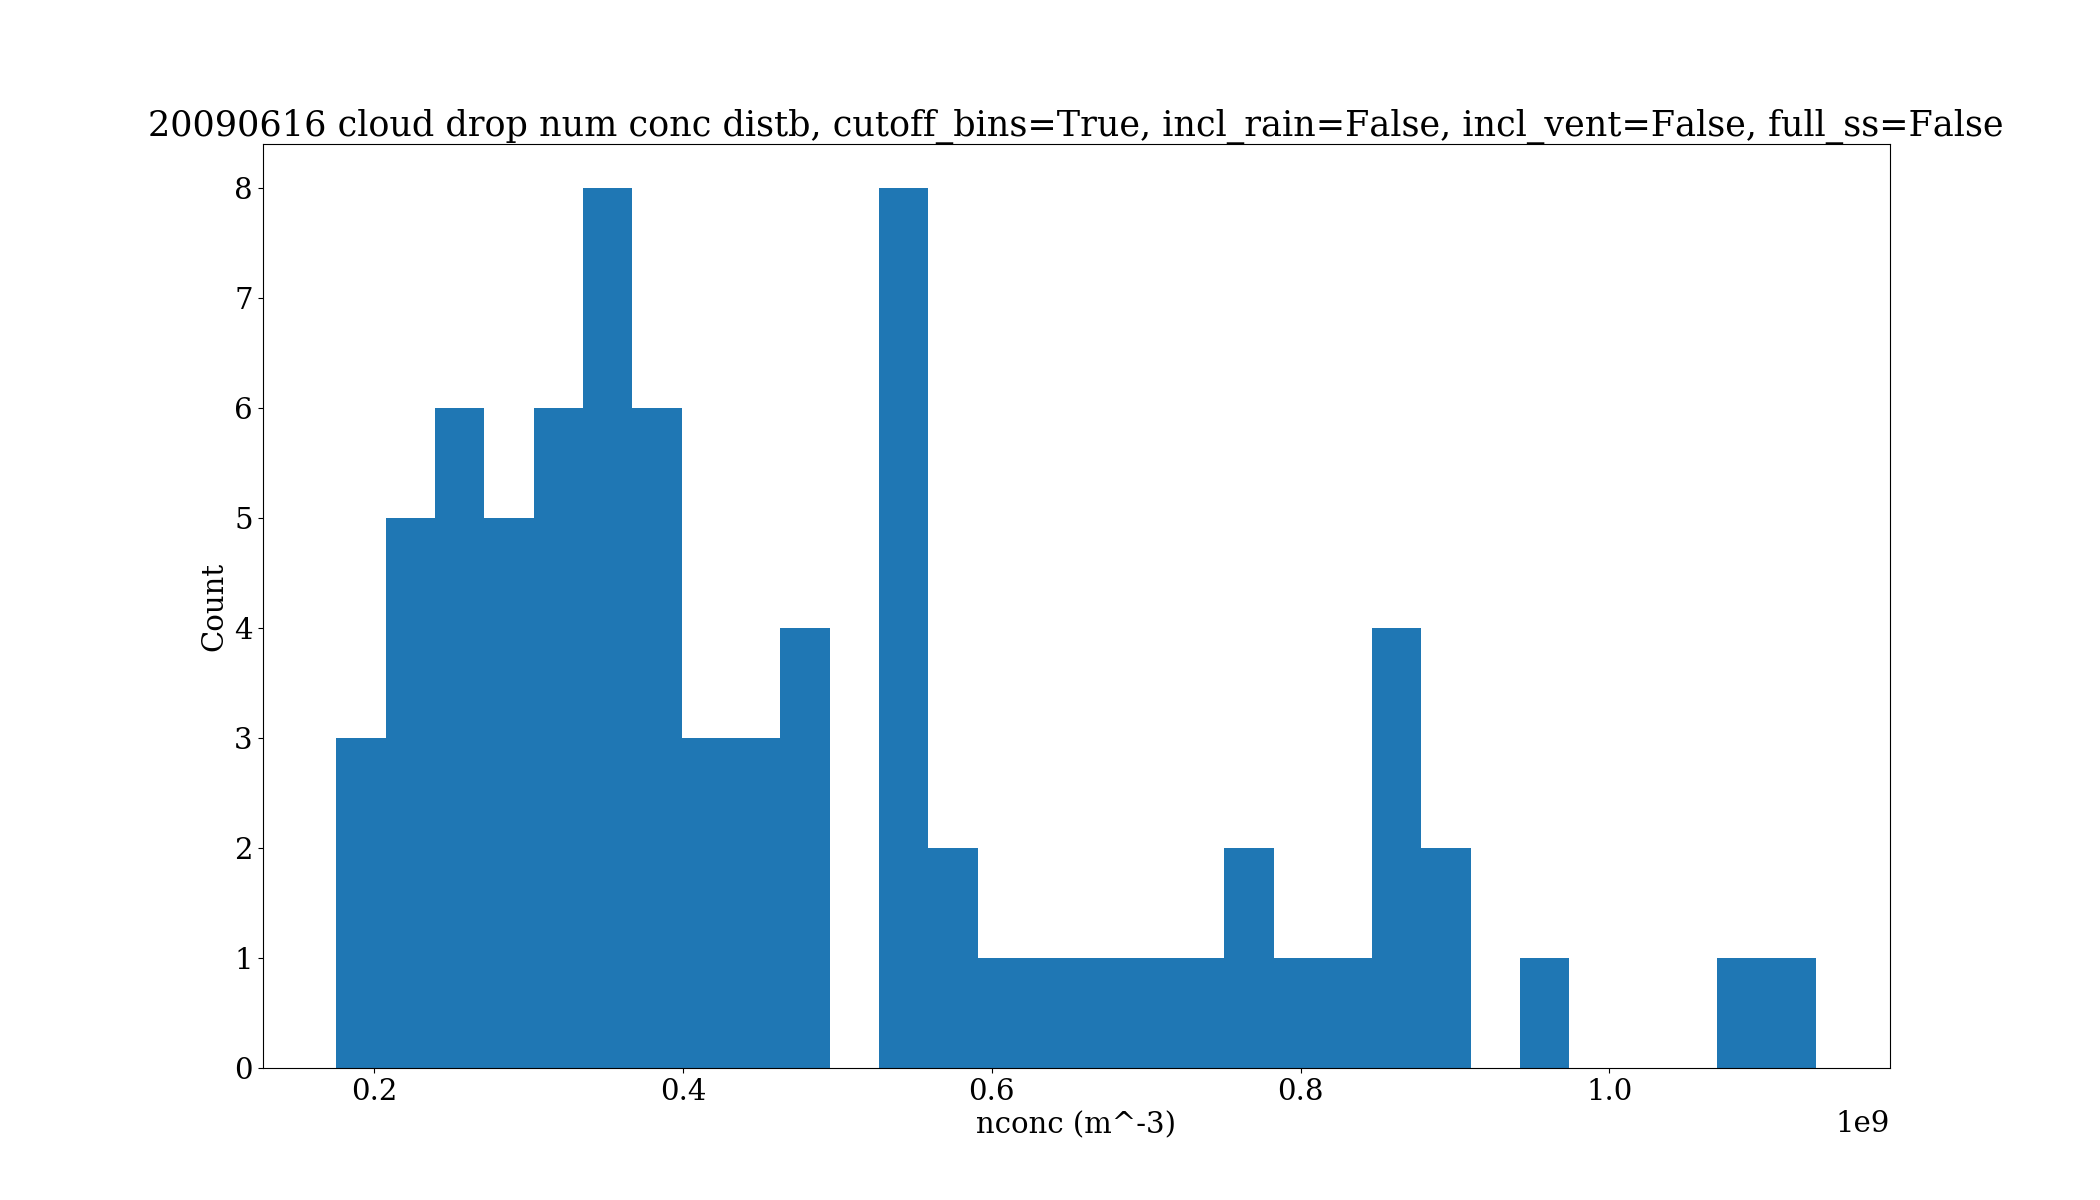 20090616 cloud drop num conc distb, cutoff_bins=True, incl_rain=False, incl_vent=False, full_ss=False
8
7
6
5
4
3
2
1
0
Count
0.2 0.4 0.6 0.8 1.0
nconc (m^-3)
1e9